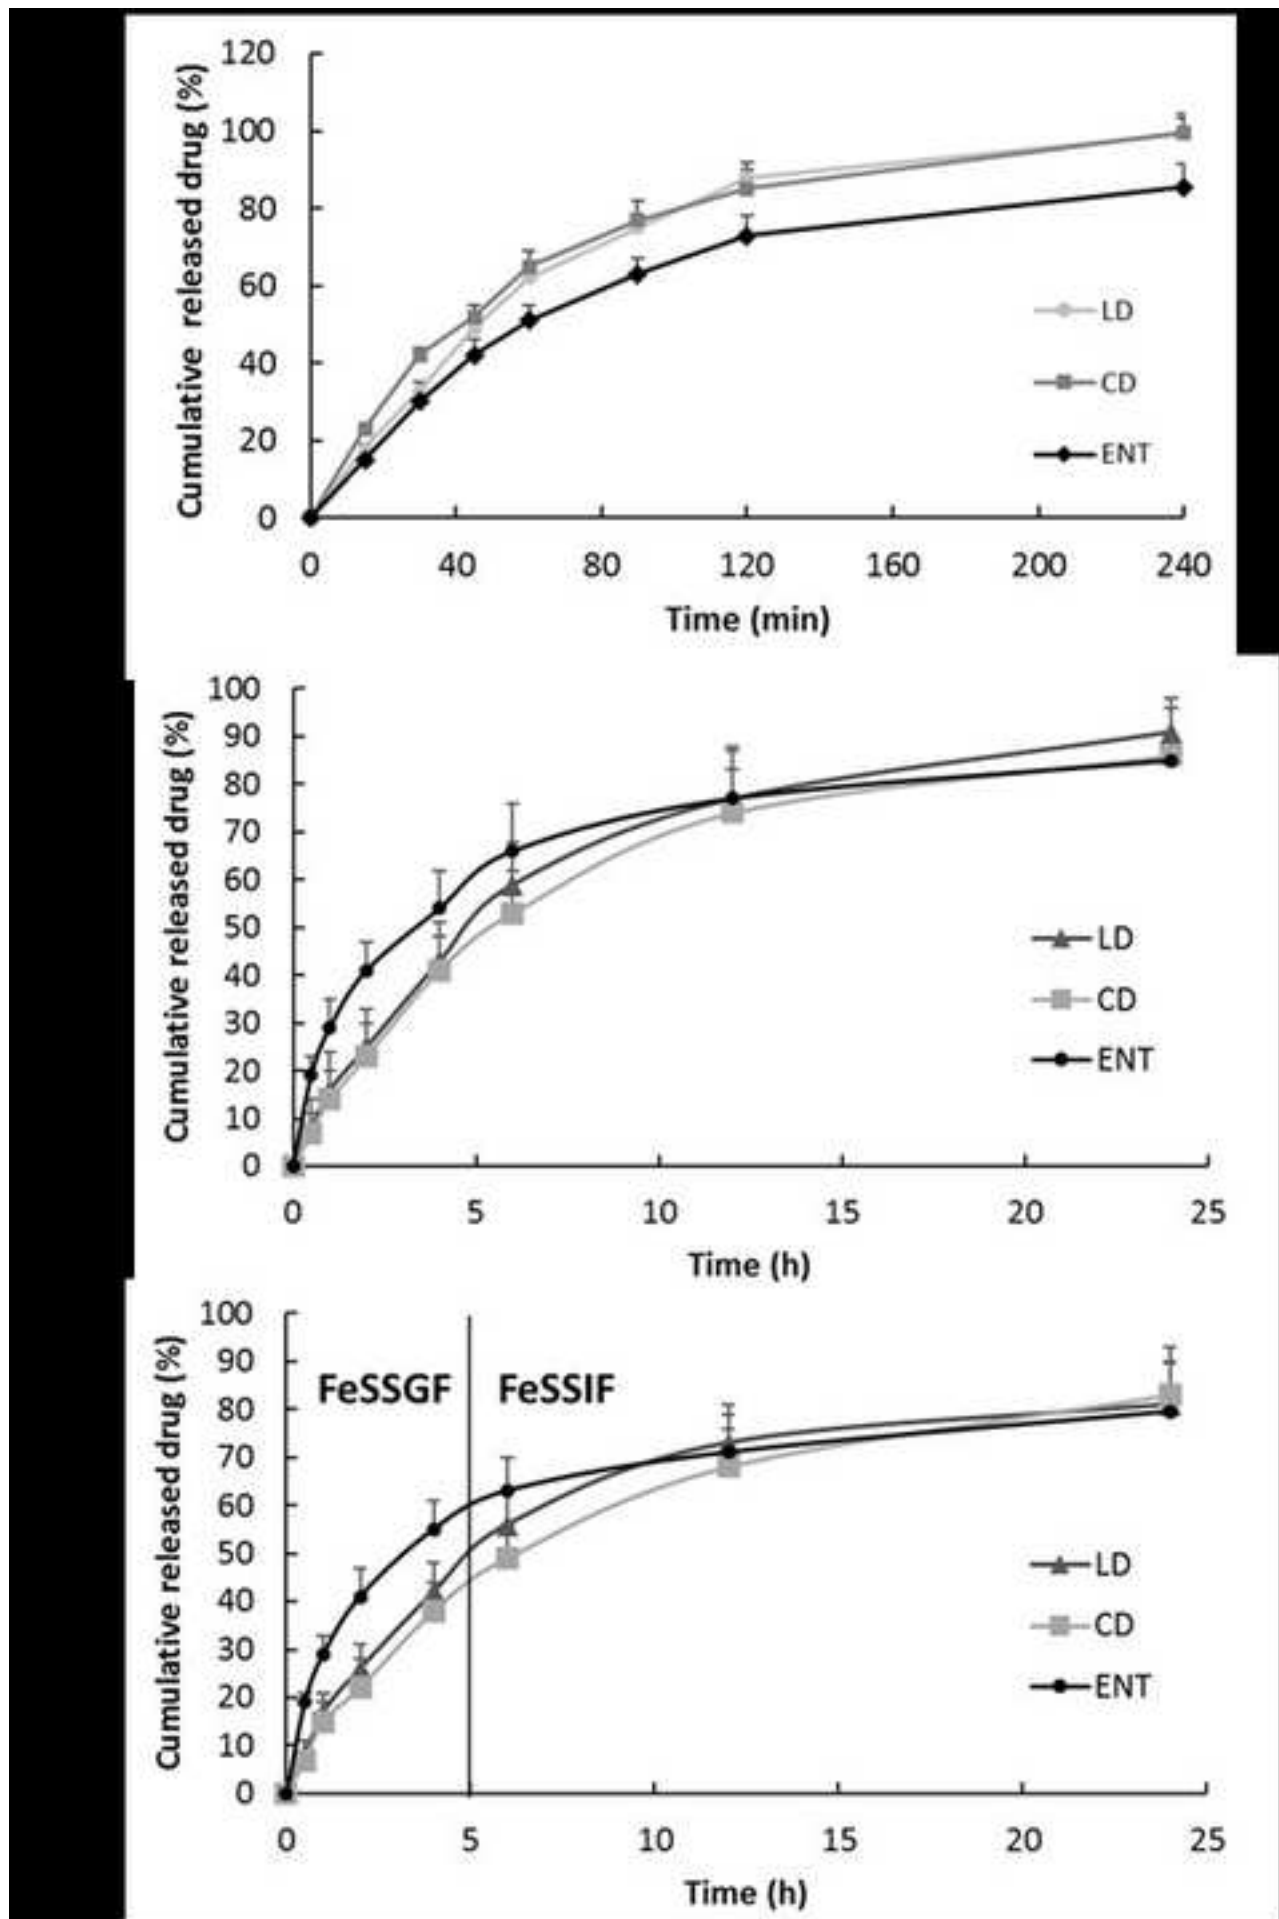 120
100
80
60
40
20
0
Cumulative released drug (%)
LD
CD
ENT
0 40 80 120 160 200 240
Time (min)
100
90
80
70
60
50
40
30
20
10
0
Cumulative released drug (%)
LD
CD
ENT
0 5 10 15 20 25
Time (h)
100
90
80
70
60
50
40
30
20
10
0
Cumulative released drug (%)
FeSSGF FeSSIF
LD
CD
ENT
0 5 10 15 20 25
Time (h)